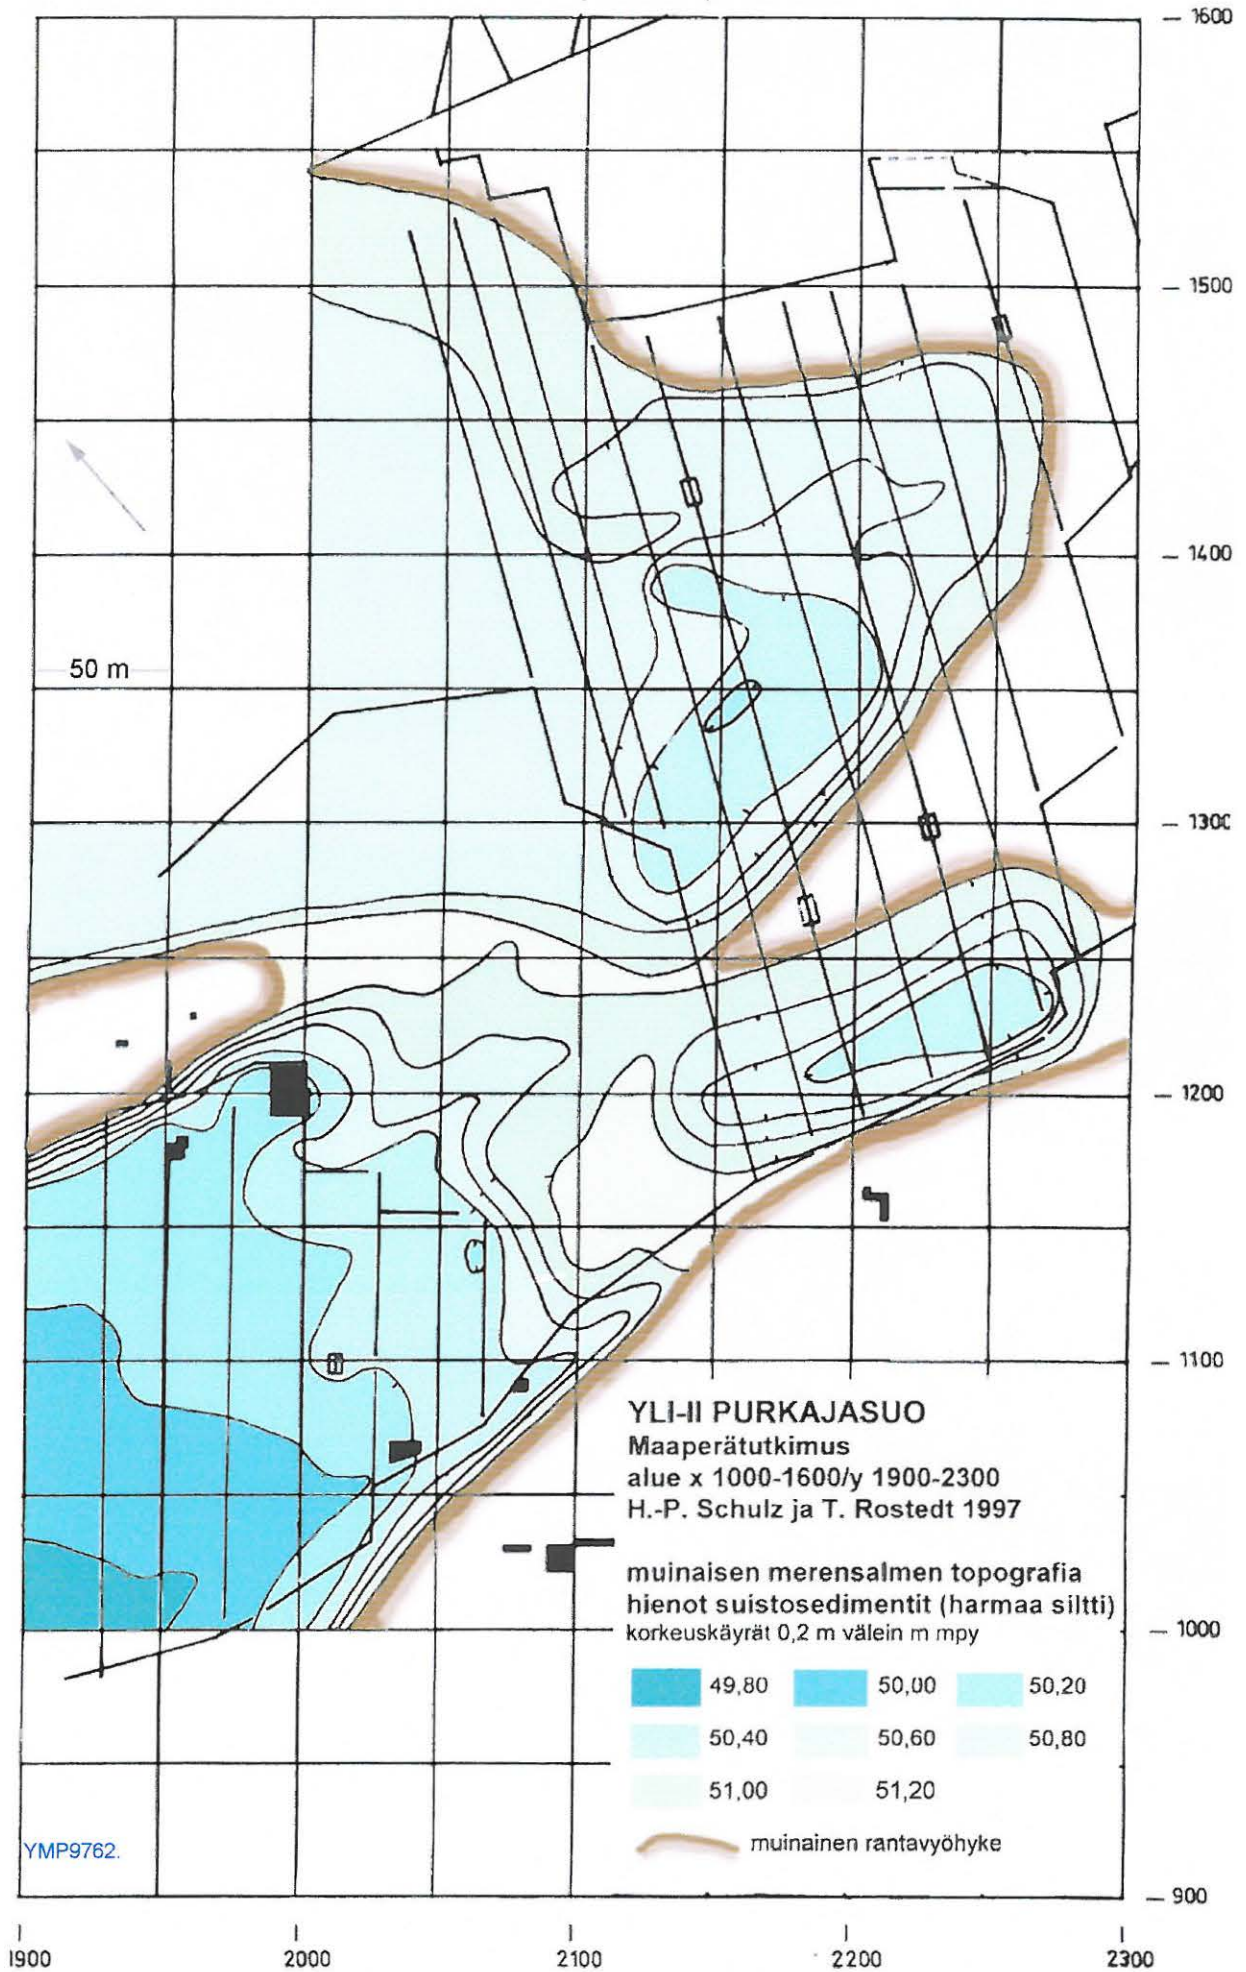 — 1600
— 1500
— 1400
50 m
— 1300
— 1200
— 1100
YLI-II PURKAJASUO
Maaperätutkimus
alue x 1000-1600/y 1900-2300
H.-P. Schulz ja T. Rostedt 1997
muinaisen merensalmen topografia
hienot suistosedimentit (harmaa siltti)
korkeuskäyrät 0,2 m välein m mpy
— 1000
49,80 50,00 50,20
50,40 50,60 50,80
51,00 51,20
muinainen rantavyöhyke
YMP9762.
— 900
1900 2000 2100 2200 2300